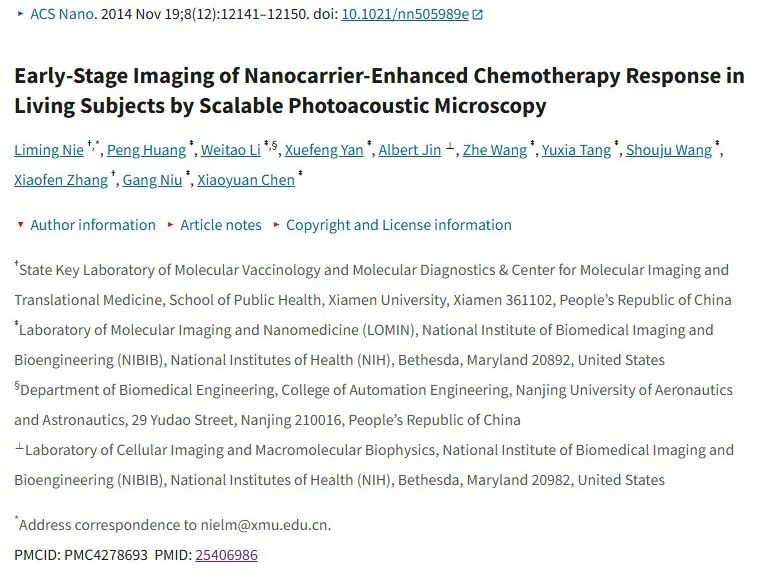 ACS Nano. 2014 Nov 19;8(12):12141–12150. doi: 10.1021/nn505989e
Early-Stage Imaging of Nanocarrier-Enhanced Chemotherapy Response in
Living Subjects by Scalable Photoacoustic Microscopy
Liming Nie †,*, Peng Huang ‡, Weitao Li ‡,§, Xuefeng Yan ‡, Albert Jin ⊥, Zhe Wang ‡, Yuxia Tang ‡, Shouju Wang ‡,
Xiaofen Zhang †, Gang Niu ‡, Xiaoyuan Chen ‡
Author information Article notes Copyright and License information
†State Key Laboratory of Molecular Vaccinology and Molecular Diagnostics & Center for Molecular Imaging and
Translational Medicine, School of Public Health, Xiamen University, Xiamen 361102, People’s Republic of China
‡Laboratory of Molecular Imaging and Nanomedicine (LOMIN), National Institute of Biomedical Imaging and
Bioengineering (NIBIB), National Institutes of Health (NIH), Bethesda, Maryland 20892, United States
§Department of Biomedical Engineering, College of Automation Engineering, Nanjing University of Aeronautics
and Astronautics, 29 Yudao Street, Nanjing 210016, People’s Republic of China
⊥Laboratory of Cellular Imaging and Macromolecular Biophysics, National Institute of Biomedical Imaging and
Bioengineering (NIBIB), National Institutes of Health (NIH), Bethesda, Maryland 20982, United States
*Address correspondence to nielm@xmu.edu.cn.
PMCID: PMC4278693 PMID: 25406986